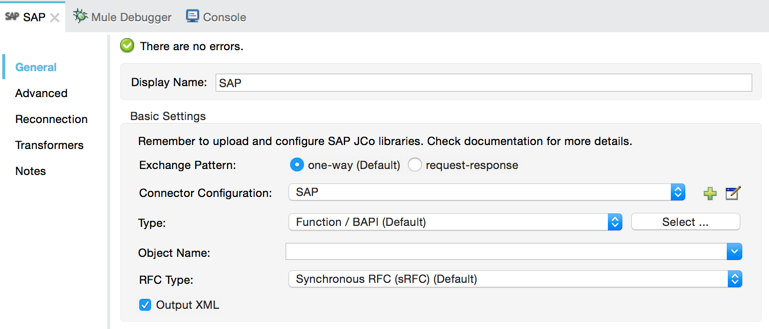 SAP SAP Mule Debugger Console
There are no errors.
General
Advanced
Reconnection
Transformers
Notes
Display Name: SAP
Basic Settings
Remember to upload and configure SAP JCo libraries. Check documentation for more details.
Exchange Pattern: one-way (Default) request-response
Connector Configuration: SAP
Type: Function / BAPI (Default) Select ...
Object Name:
RFC Type: Synchronous RFC (sRFC) (Default)
Output XML